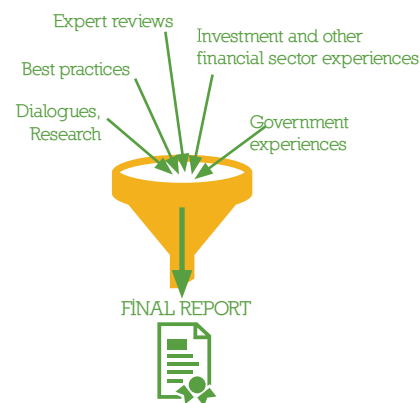 Expert reviews
Investment and other
financial sector experiences
Best practices
Dialogues,
Research
Government
experiences
FINAL REPORT